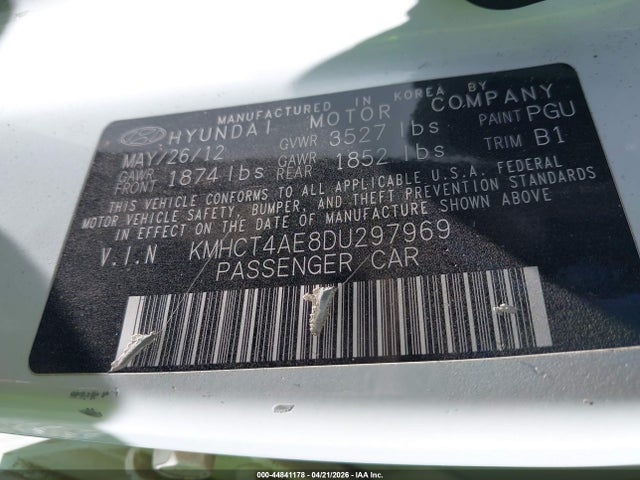 MANUFACTURED IN KOREA BY
HYUNDAI MOTOR COMPANY
MAY/26/12 GVWR 3527 lbs PAINT PGU
GAWR FRONT 1874 lbs GAWR REAR 1852 lbs TRIM B1
THIS VEHICLE CONFORMS TO ALL APPLICABLE U.S.A. FEDERAL
MOTOR VEHICLE SAFETY, BUMPER, AND THEFT PREVENTION STANDARDS
IN EFFECT ON THE DATE OF MANUFACTURE SHOWN ABOVE
V.I.N KMHCT4AE8DU297969
PASSENGER CAR
000-44841178 - 04/21/2026 - IAA Inc.